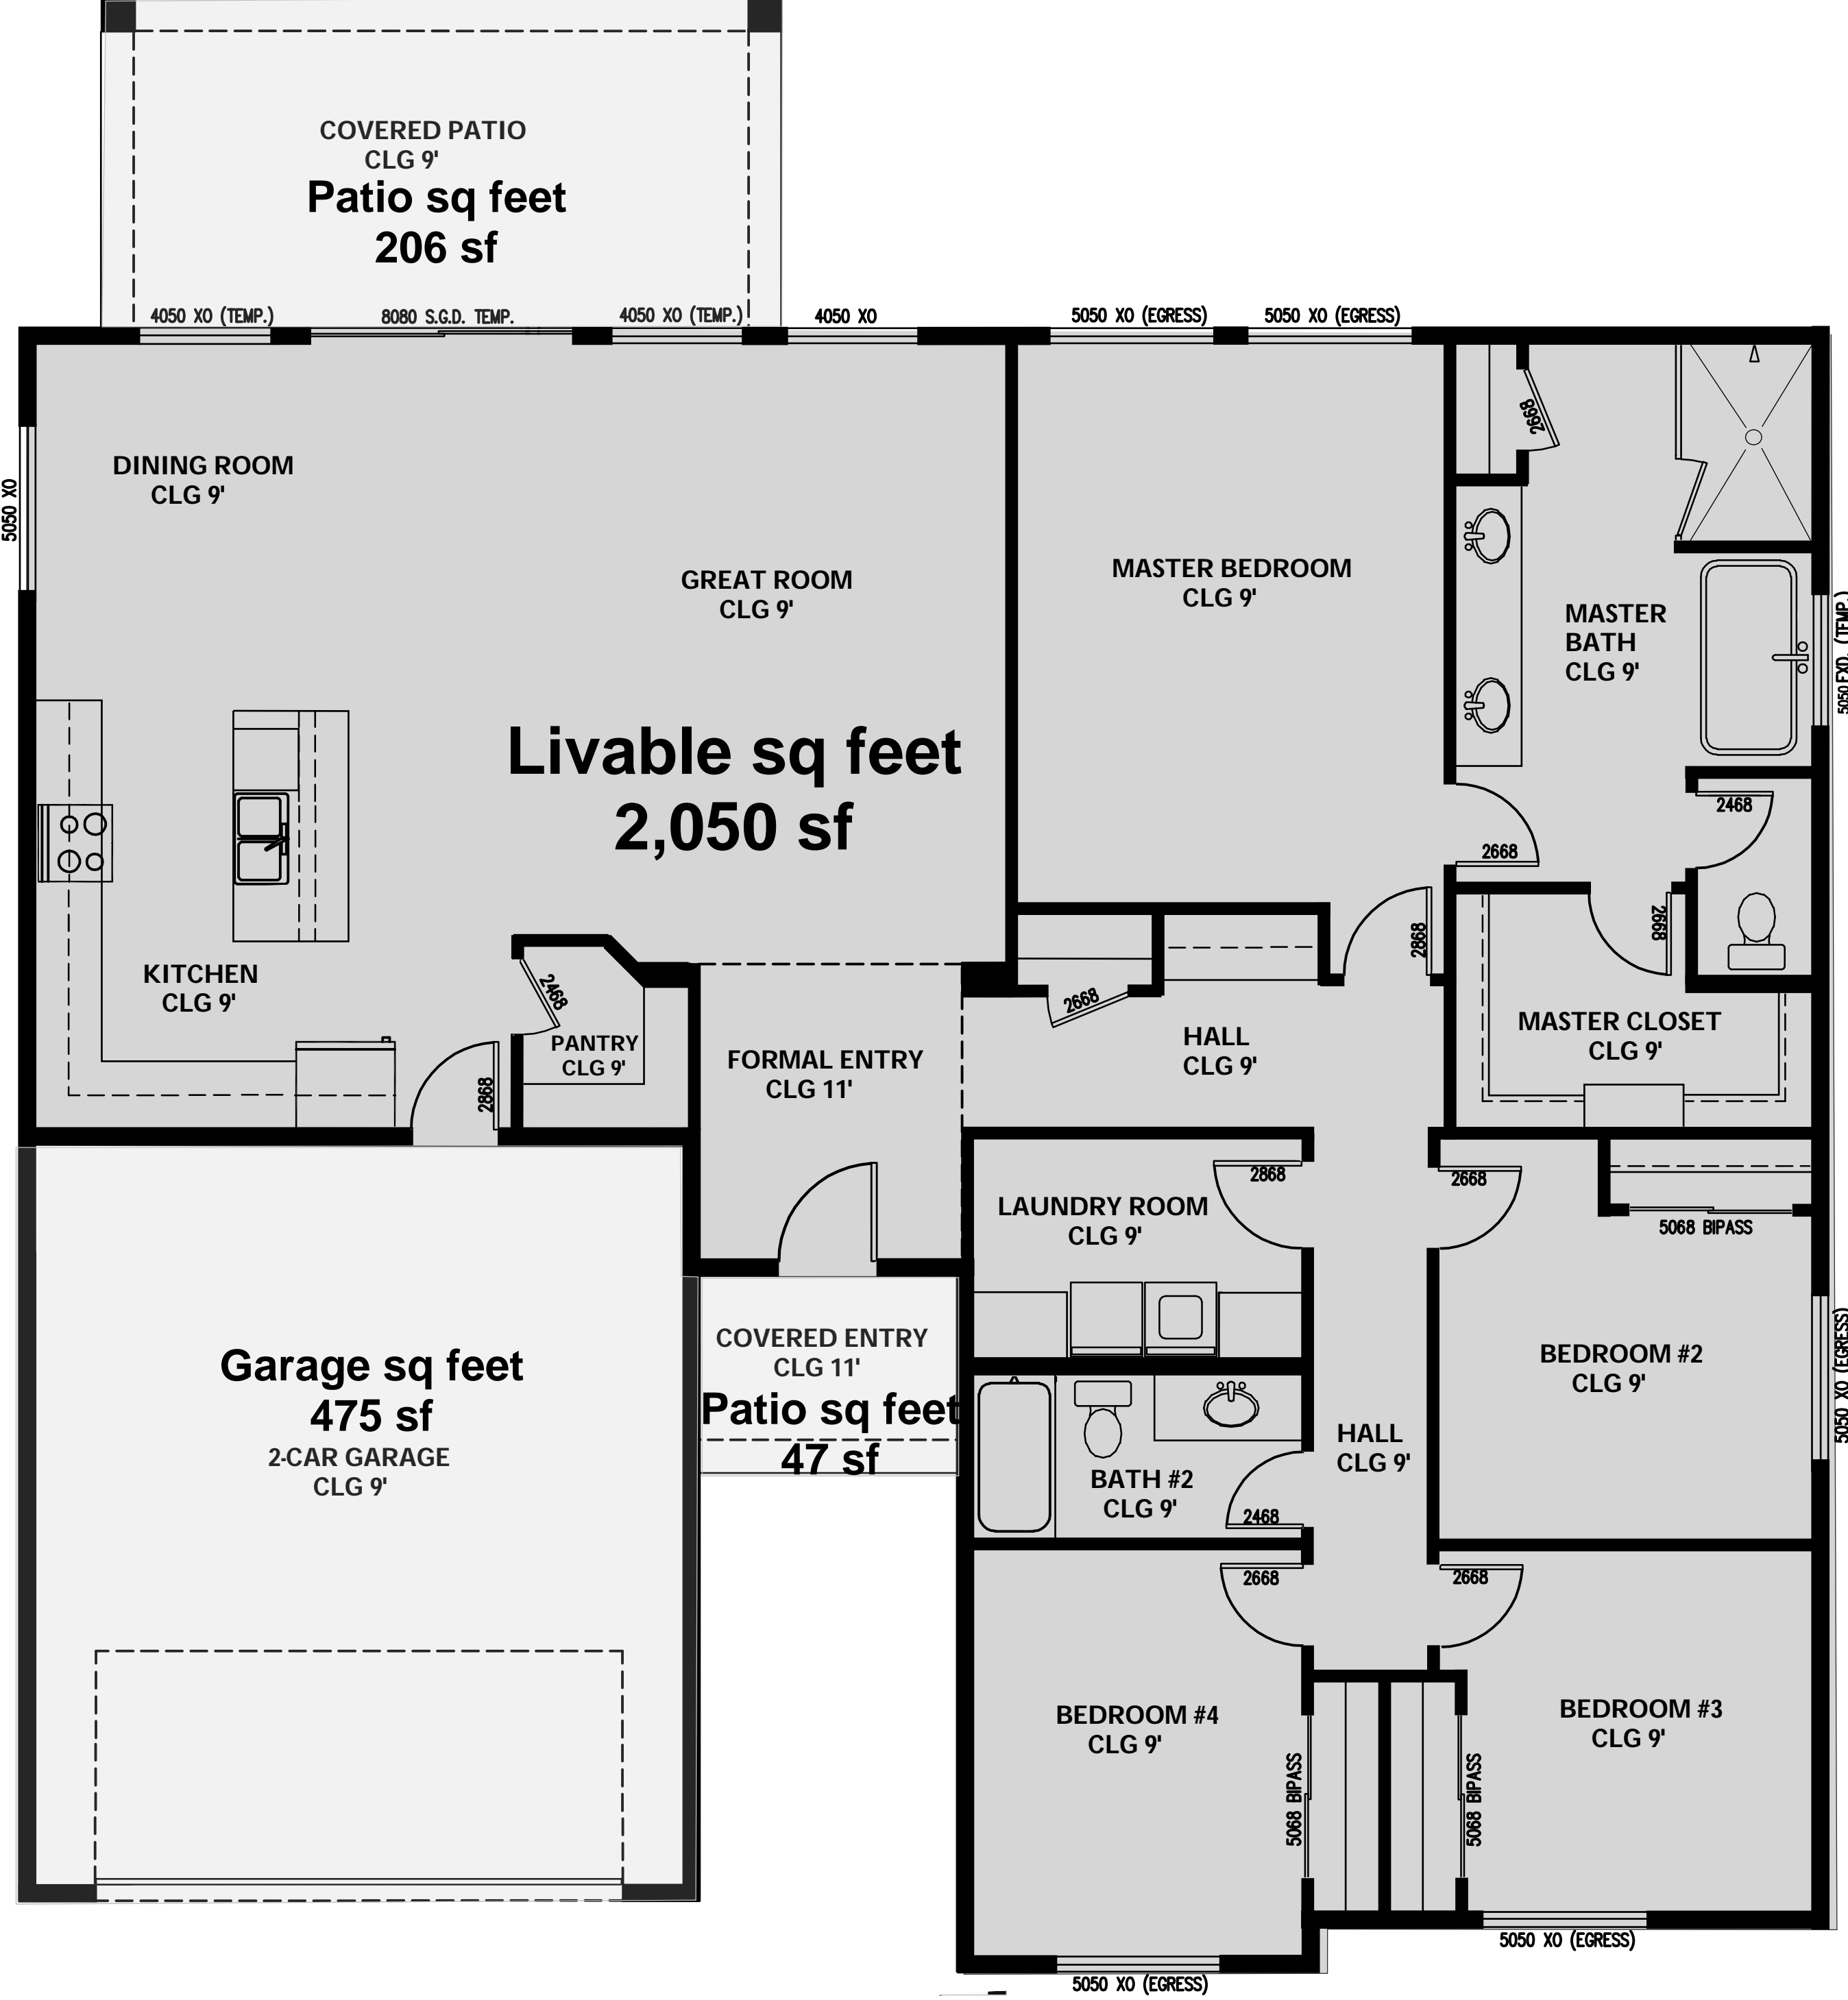 COVERED PATIO
CLG 9'
Patio sq feet
206 sf
4050 XO (TEMP.)
8080 S.G.D. TEMP.
4050 XO (TEMP.)
4050 XO
5050 XO (EGRESS)
5050 XO (EGRESS)
2668
DINING ROOM
CLG 9'
5050 XO
GREAT ROOM
CLG 9'
MASTER BEDROOM
CLG 9'
MASTER
BATH
CLG 9'
5050 FXD. (TEMP.)
Livable sq feet
2,050 sf
2468
2668
2668
2868
KITCHEN
CLG 9'
2468
PANTRY
CLG 9'
2868
FORMAL ENTRY
CLG 11'
2668
HALL
CLG 9'
MASTER CLOSET
CLG 9'
2868
2668
LAUNDRY ROOM
CLG 9'
5068 BIPASS
Garage sq feet
475 sf
2-CAR GARAGE
CLG 9'
COVERED ENTRY
CLG 11'
Patio sq feet
47 sf
BEDROOM #2
CLG 9'
5050 XO (EGRESS)
HALL
CLG 9'
BATH #2
CLG 9'
2468
2668
2668
BEDROOM #4
CLG 9'
BEDROOM #3
CLG 9'
5068 BIPASS
5068 BIPASS
5050 XO (EGRESS)
5050 XO (EGRESS)